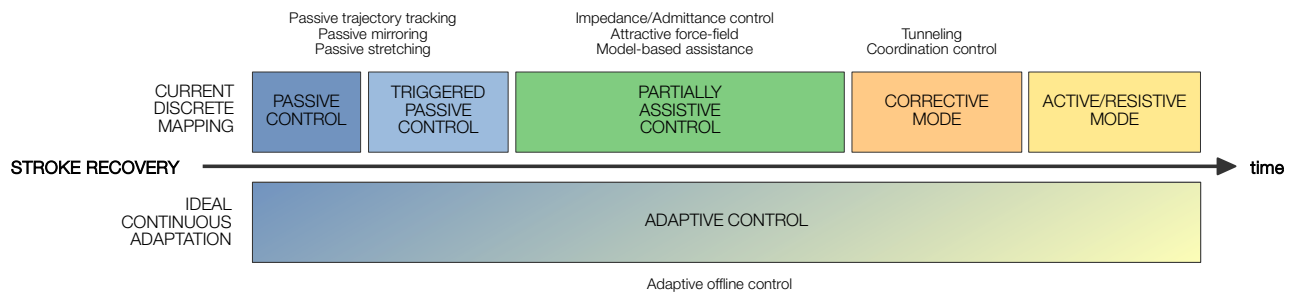 Passive trajectory tracking
Passive mirroring
Passive stretching
Impedance/Admittance control
Attractive force-field
Model-based assistance
Tunneling
Coordination control
CURRENT
DISCRETE
MAPPING
PASSIVE
CONTROL
TRIGGERED
PASSIVE
CONTROL
PARTIALLY
ASSISTIVE
CONTROL
CORRECTIVE
MODE
ACTIVE/RESISTIVE
MODE
STROKE RECOVERY
time
IDEAL
CONTINUOUS
ADAPTATION
ADAPTIVE CONTROL
Adaptive offline control